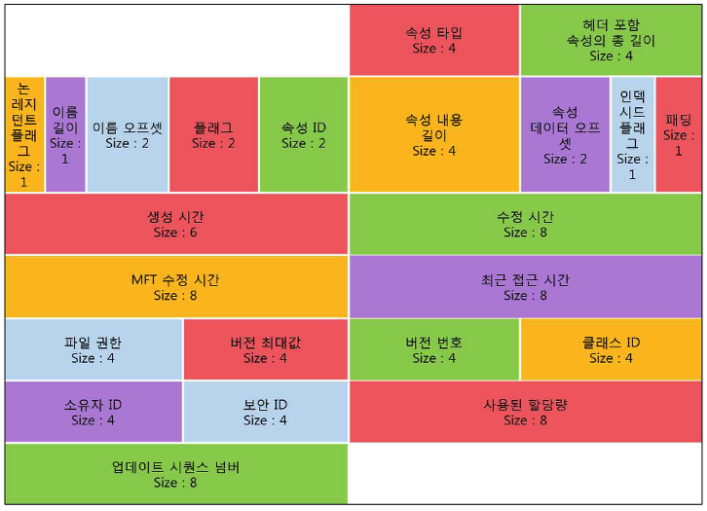 속성 타입
Size : 4
헤더 포함
속성의 총 길이
Size : 4
논
레지
던트
플래
그
Size :
1
이름
길이
Size :
1
이름 오프셋
Size : 2
플래그
Size : 2
속성 ID
Size : 2
속성 내용
길이
Size : 4
속성
데이터 오프
셋
Size : 2
인덱
시드
플래
그
Size :
1
패딩
Size :
1
생성 시간
Size : 6
수정 시간
Size : 8
MFT 수정 시간
Size : 8
최근 접근 시간
Size : 8
파일 권한
Size : 4
버전 최대값
Size : 4
버전 번호
Size : 4
클래스 ID
Size : 4
소유자 ID
Size : 4
보안 ID
Size : 4
사용된 할당량
Size : 8
업데이트 시퀀스 넘버
Size : 8